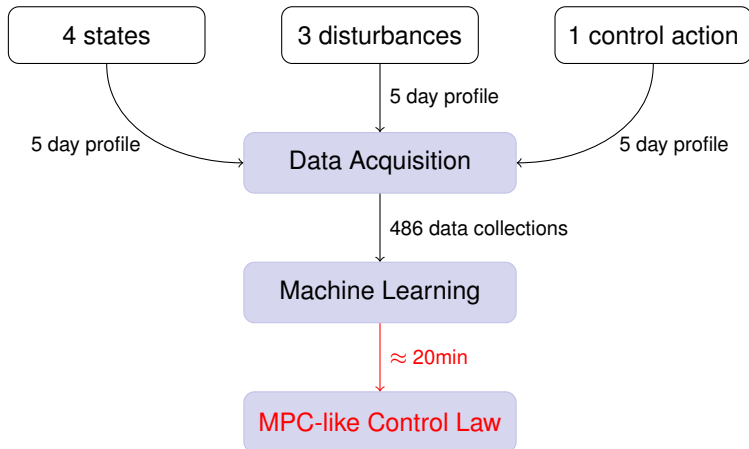 4 states
3 disturbances
1 control action
5 day profile
5 day profile
5 day profile
Data Acquisition
486 data collections
Machine Learning
≈ 20min
MPC-like Control Law